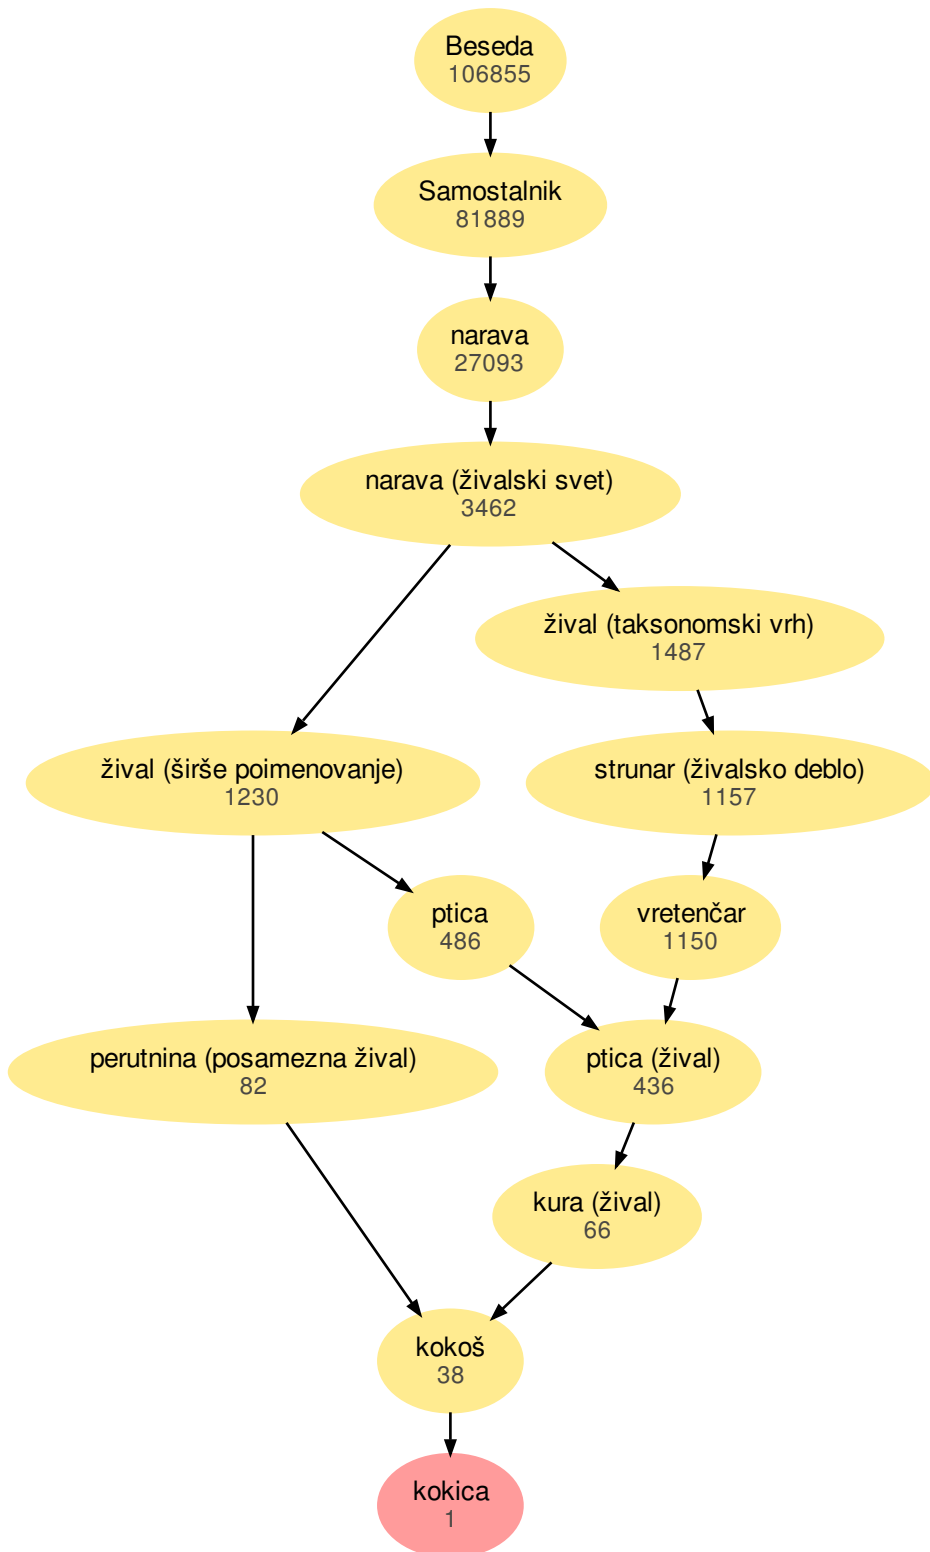 Beseda
106855
Samostalnik
81889
narava
27093
narava (živalski svet)
3462
žival (taksonomski vrh)
1487
žival (širše poimenovanje)
1230
strunar (živalsko deblo)
1157
ptica
486
vretenčar
1150
perutnina (posamezna žival)
82
ptica (žival)
436
kura (žival)
66
kokoš
38
kokica
1